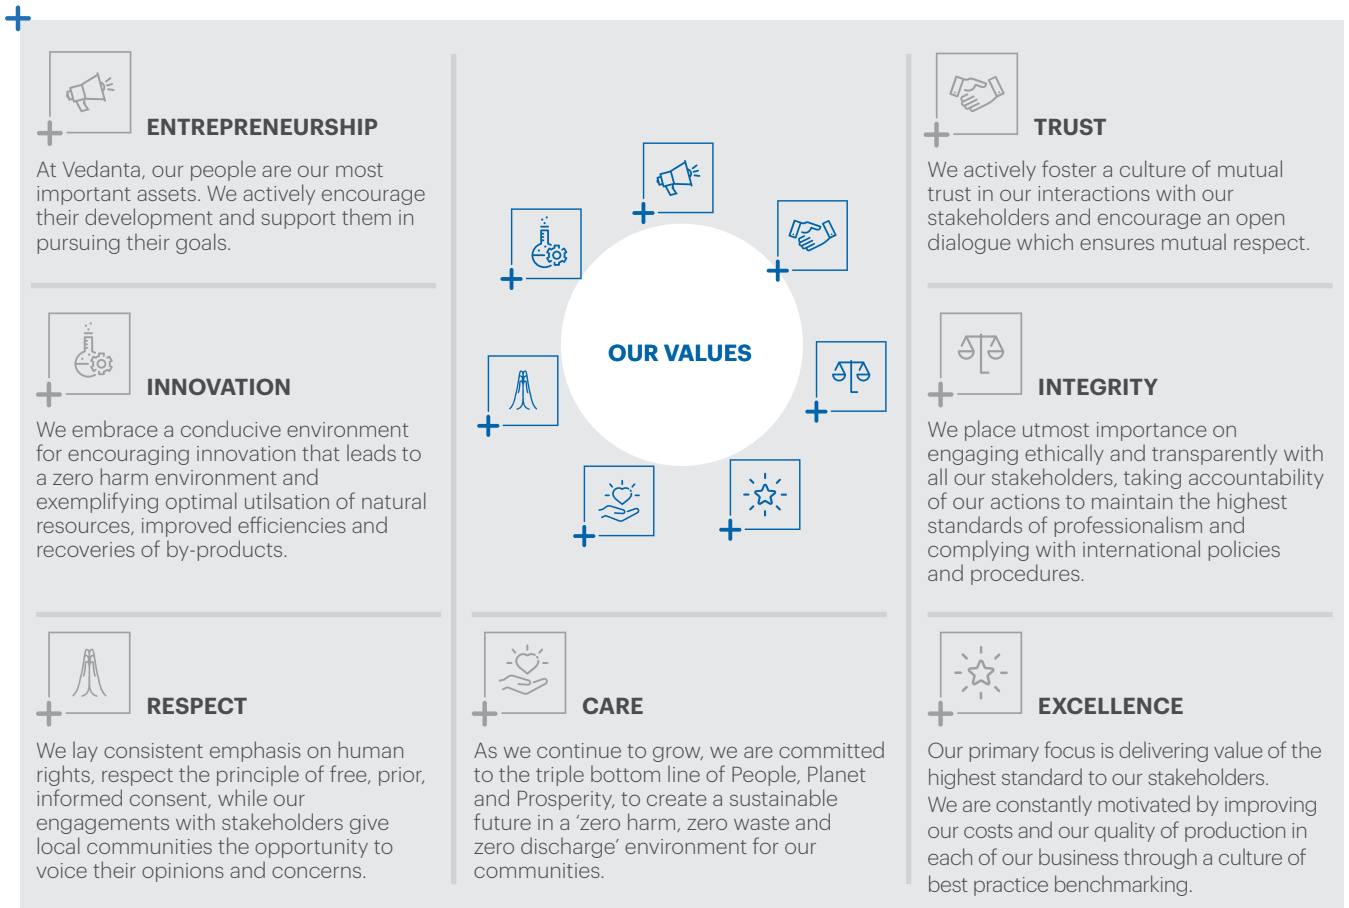 ENTREPRENEURSHIP
At Vedanta, our people are our most
important assets. We actively encourage
their development and support them in
pursuing their goals.
INNOVATION
We embrace a conducive environment
for encouraging innovation that leads to
a zero harm environment and
exemplifying optimal utilsation of natural
resources, improved efficiencies and
recoveries of by-products.
RESPECT
We lay consistent emphasis on human
rights, respect the principle of free, prior,
informed consent, while our
engagements with stakeholders give
local communities the opportunity to
voice their opinions and concerns.
OUR VALUES
CARE
As we continue to grow, we are committed
to the triple bottom line of People, Planet
and Prosperity, to create a sustainable
future in a ‘zero harm, zero waste and
zero discharge’ environment for our
communities.
TRUST
We actively foster a culture of mutual
trust in our interactions with our
stakeholders and encourage an open
dialogue which ensures mutual respect.
INTEGRITY
We place utmost importance on
engaging ethically and transparently with
all our stakeholders, taking accountability
of our actions to maintain the highest
standards of professionalism and
complying with international policies
and procedures.
EXCELLENCE
Our primary focus is delivering value of the
highest standard to our stakeholders.
We are constantly motivated by improving
our costs and our quality of production in
each of our business through a culture of
best practice benchmarking.